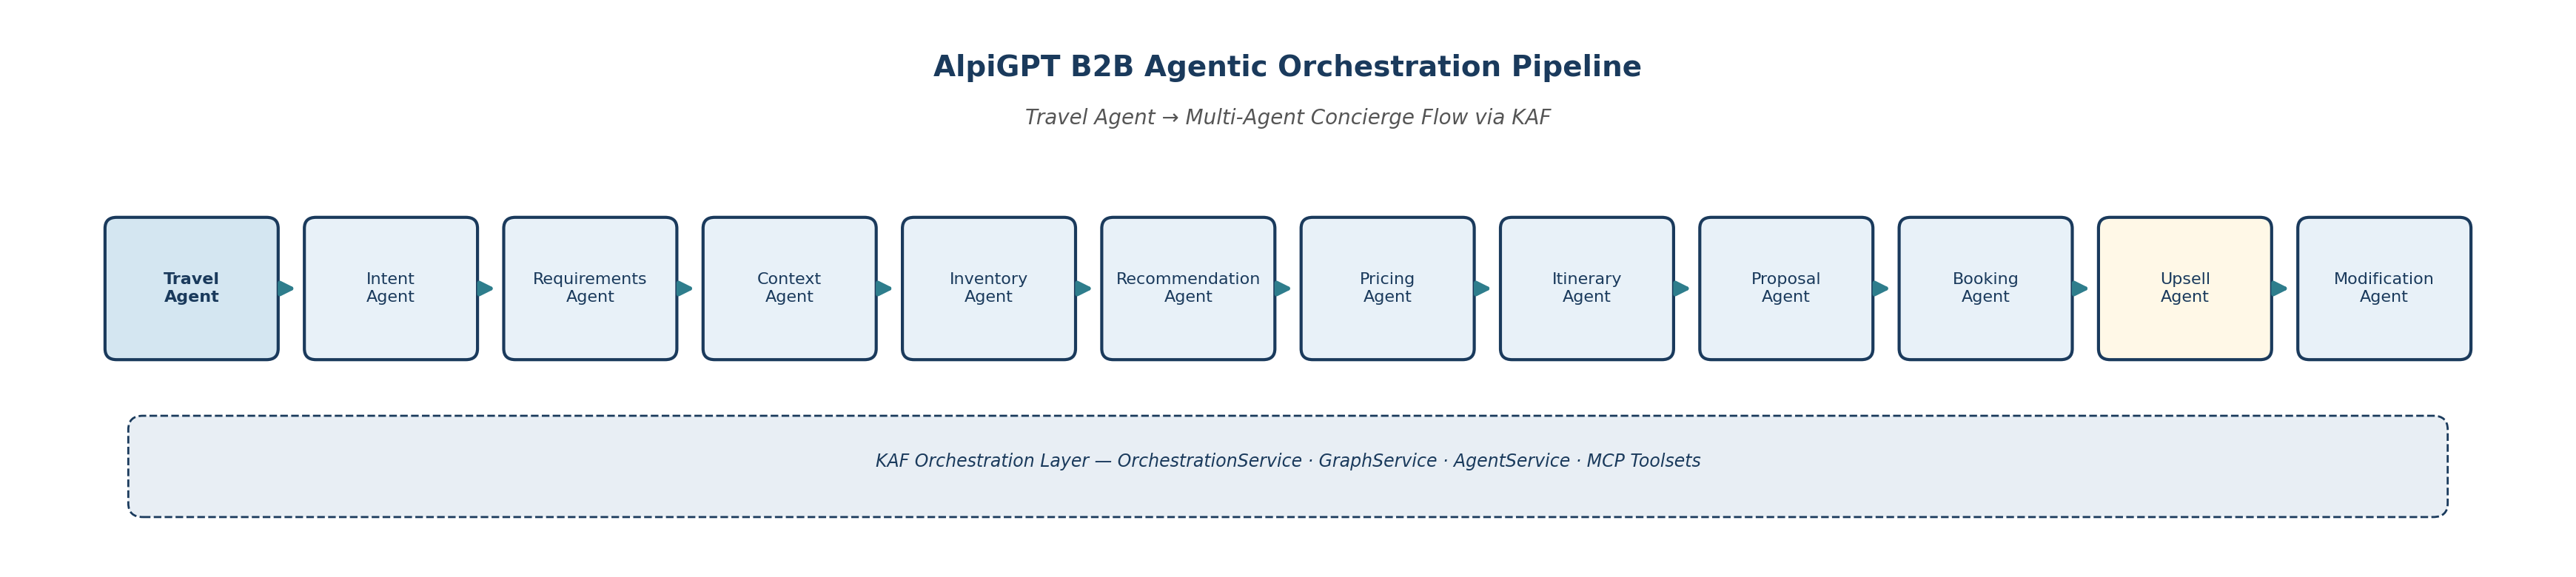 AlpiGPT B2B Agentic Orchestration Pipeline
Travel Agent → Multi-Agent Concierge Flow via KAF
Travel
Agent
Intent
Agent
Requirements
Agent
Context
Agent
Inventory
Agent
Recommendation
Agent
Pricing
Agent
Itinerary
Agent
Proposal
Agent
Booking
Agent
Upsell
Agent
Modification
Agent
KAF Orchestration Layer — OrchestrationService · GraphService · AgentService · MCP Toolsets